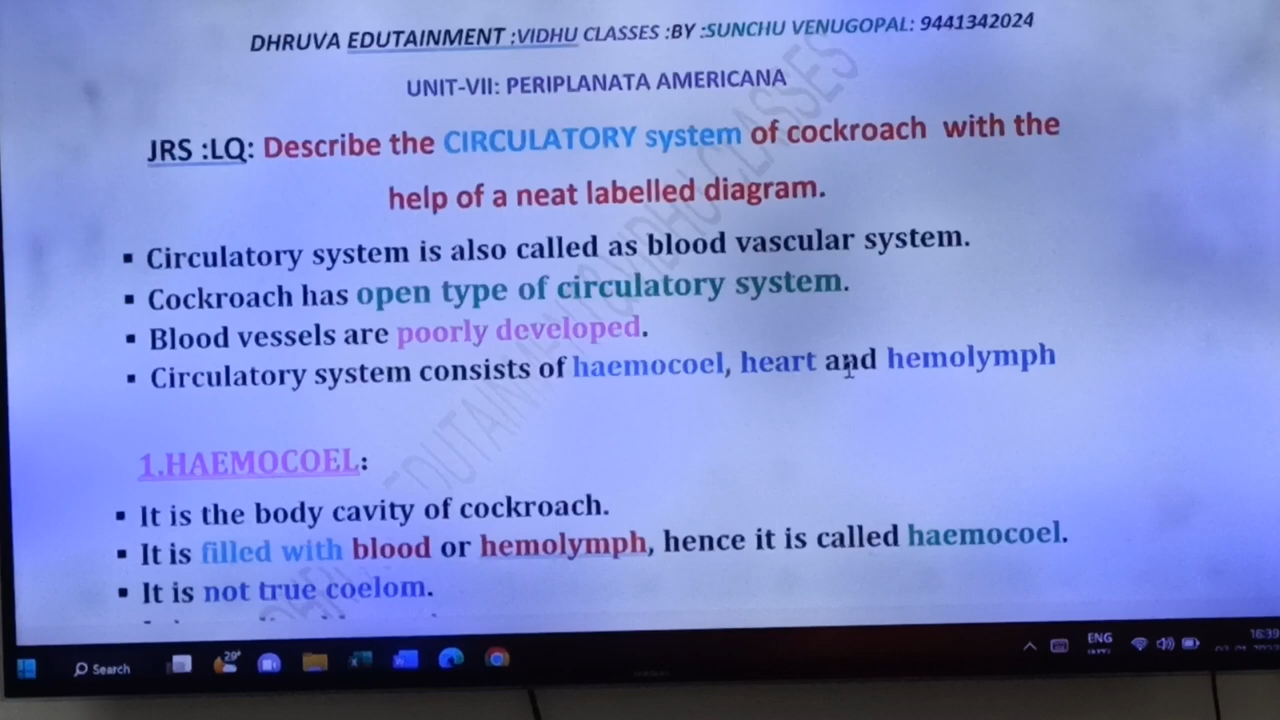 DHRUVA EDUTAINMENT ;VIDHU CLASSES :BY :SUNCHU VENUGOPAL: 9441342024
UNIT-VII: PERIPLANATA AMERICANA
JRS :LQ: Describe the CIRCULATORY system of cockroach with the
help of a neat labelled diagram.
▪ Circulatory system is also called as blood vascular system.
▪ Cockroach has open type of circulatory system.
▪ Blood vessels are poorly developed.
▪ Circulatory system consists of haemocoel, heart and hemolymph
1.HAEMOCOEL:
▪ It is the body cavity of cockroach.
▪ It is filled with blood or hemolymph, hence it is called haemocoel.
▪ It is not true coelom.
Search
29°
ENG
16:39